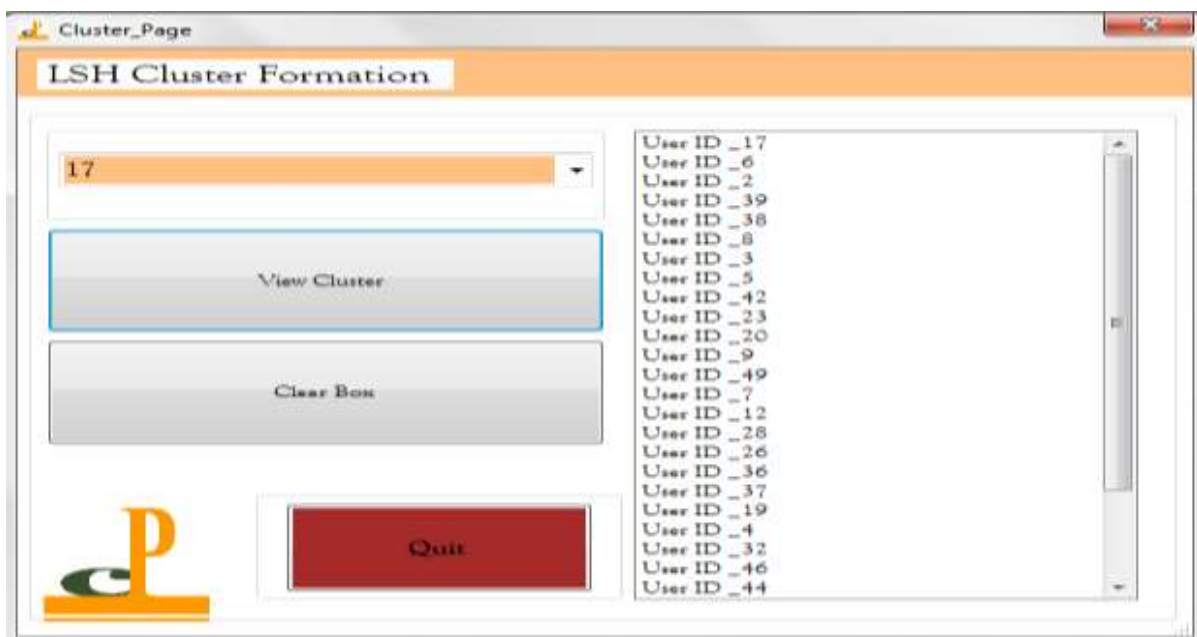 Cluster_Page
LSH Cluster Formation
17
View Cluster
Clear Box
Quit
cP
User ID _17
User ID _6
User ID _2
User ID _39
User ID _38
User ID _8
User ID _3
User ID _5
User ID _42
User ID _23
User ID _20
User ID _9
User ID _49
User ID _7
User ID _12
User ID _28
User ID _26
User ID _36
User ID _37
User ID _19
User ID _4
User ID _32
User ID _46
User ID _44